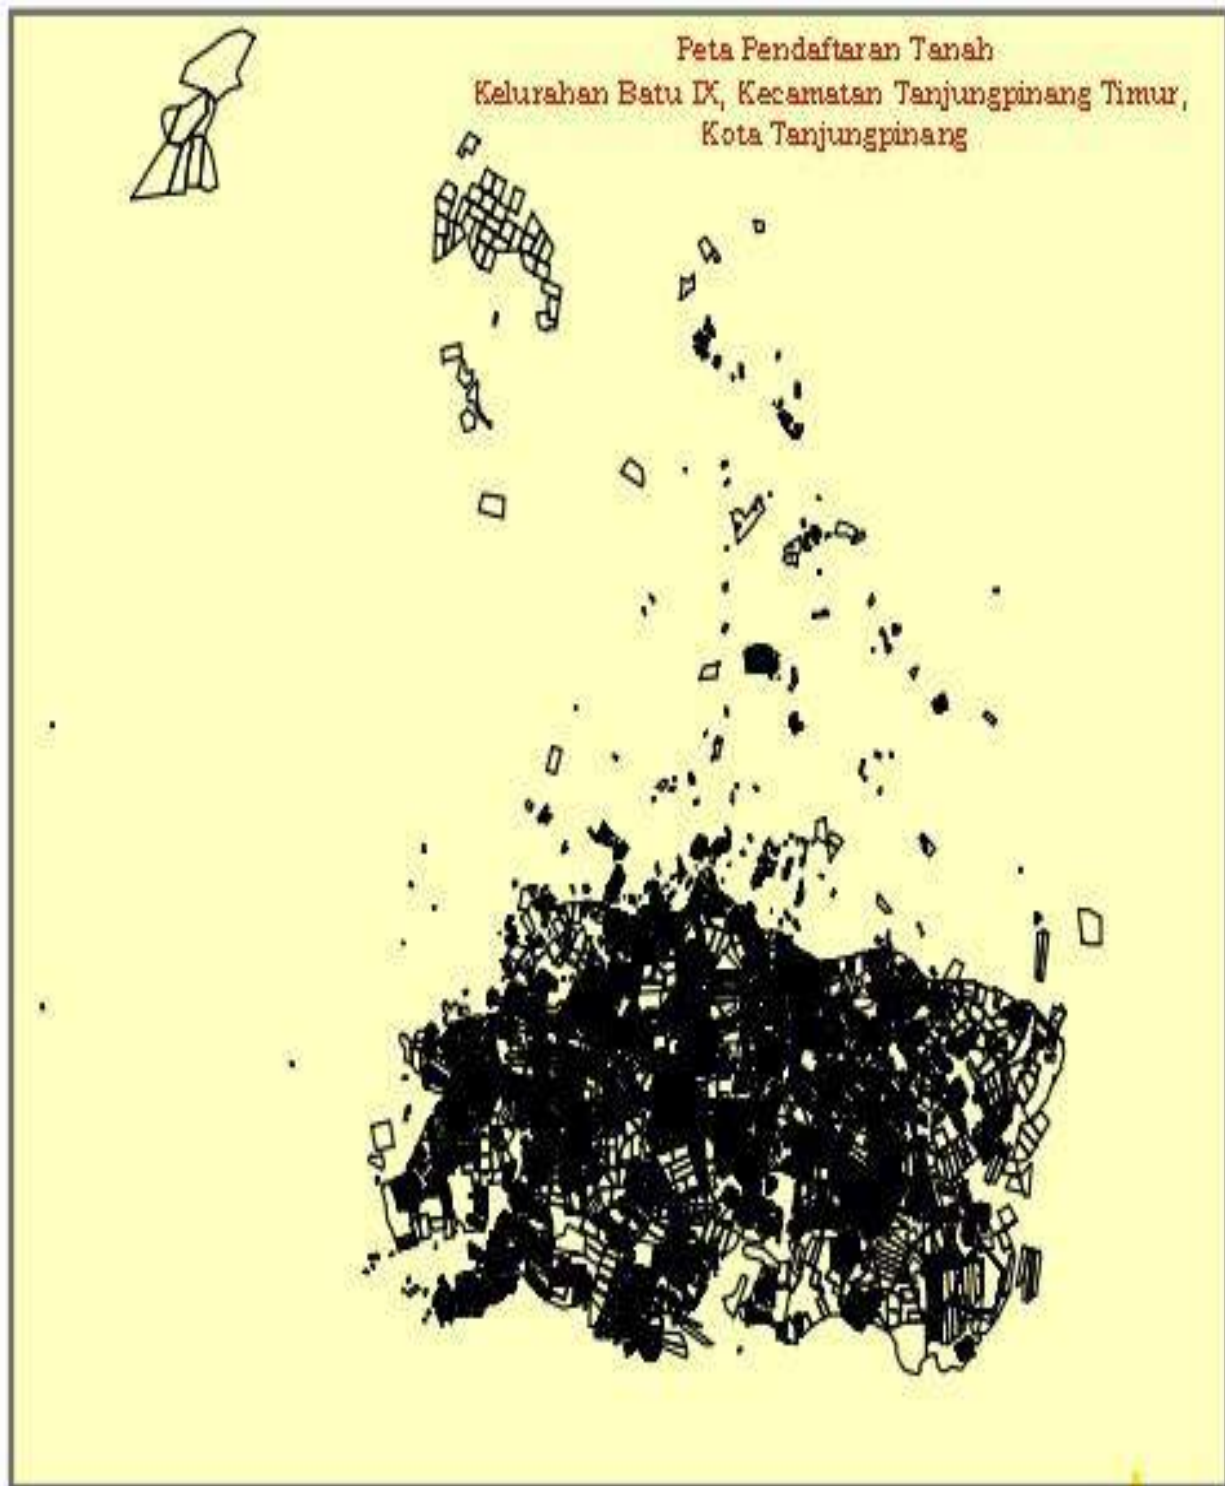 Peta Pendaftaran Tanah
Kelurahan Batu IX, Kecamatan Tanjungpinang Timur,
Kota Tanjungpinang